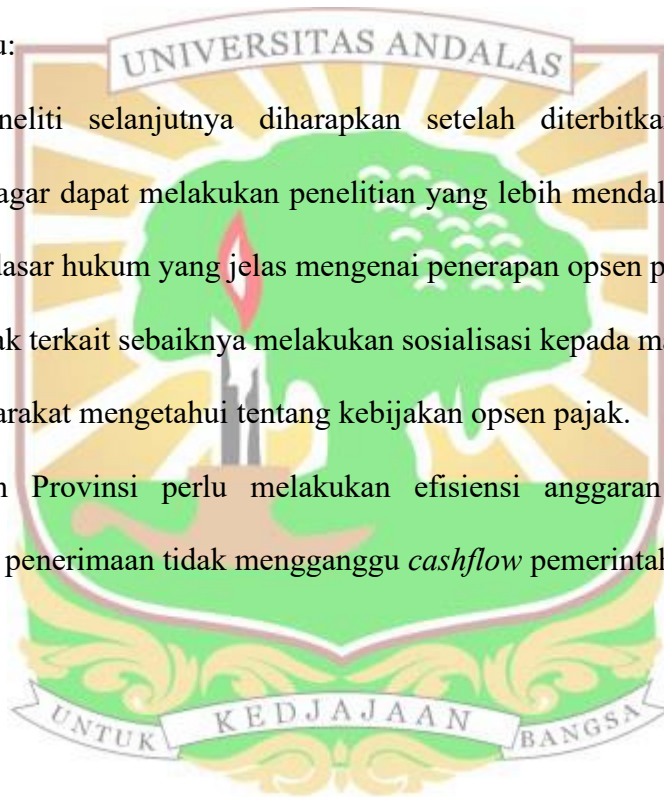 u:
UNIVERSITAS ANDALAS
neliti selanjutnya diharapkan setelah diterbitka
agar dapat melakukan penelitian yang lebih mendal
dasar hukum yang jelas mengenai penerapan opsen p
ak terkait sebaiknya melakukan sosialisasi kepada ma
arakat mengetahui tentang kebijakan opsen pajak.
n Provinsi perlu melakukan efisiensi anggaran
penerimaan tidak mengganggu cashflow pemerintah
UNTUK KEDJAJAAN BANGSA